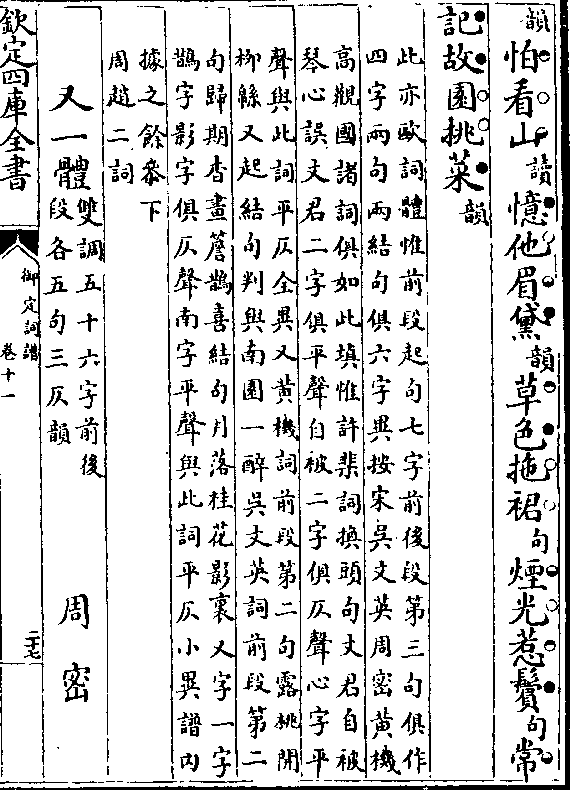 韻怕看山讀憶他眉黛韻草色拖裙句煙光惹鬢句常
記故園挑菜韻
此亦歐詞體惟前段起句七字前後段第三句俱作
四字兩句兩結句俱六字異按宋吳文英周密黃機
高觀國諸詞俱如此填惟許棐詞換頭句文君自被
琴心誤文君二字俱平聲自被二字俱仄聲心字平
聲與此詞平仄全異又黃機詞前段第二句露桃開
柳緜又起結句判與南園一醉吳文英詞前段第二
句歸期杳畫簷鵲喜結句月落桂花影裏又字一字
鵲字影字俱仄聲南字平聲與此詞平仄小異譜內
據之餘參下
周趙二詞
又一體 雙調五十六字前後
段各五句三仄韻 周密
欽定四庫全書 御定詞譜 卷十一 二十七